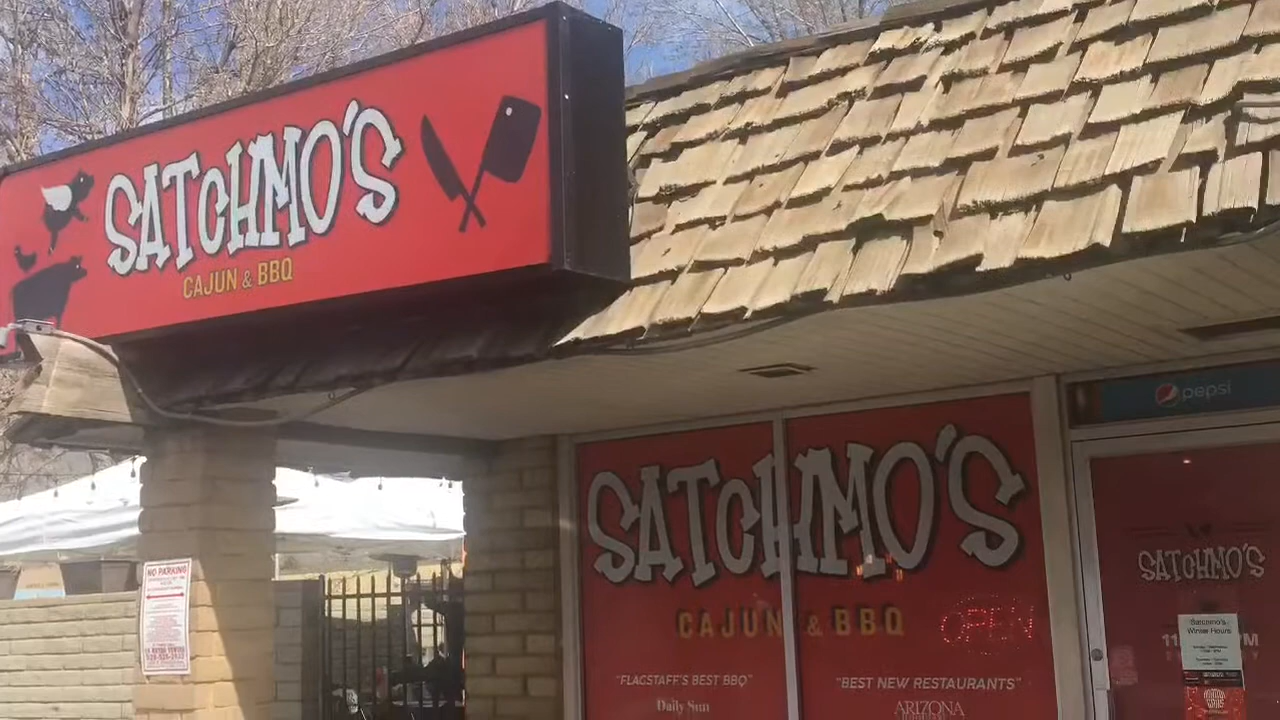 SATCHMO'S
CAJUN & BBQ
pepsi
SATCHMO'S
CAJUN & BBQ
OPEN
"FLAGSTAFF'S BEST BBQ"
Daily Sun
"BEST NEW RESTAURANTS"
ARIZONA
SATCHMO'S
Satchmo's
Winter Hours
NO PARKING